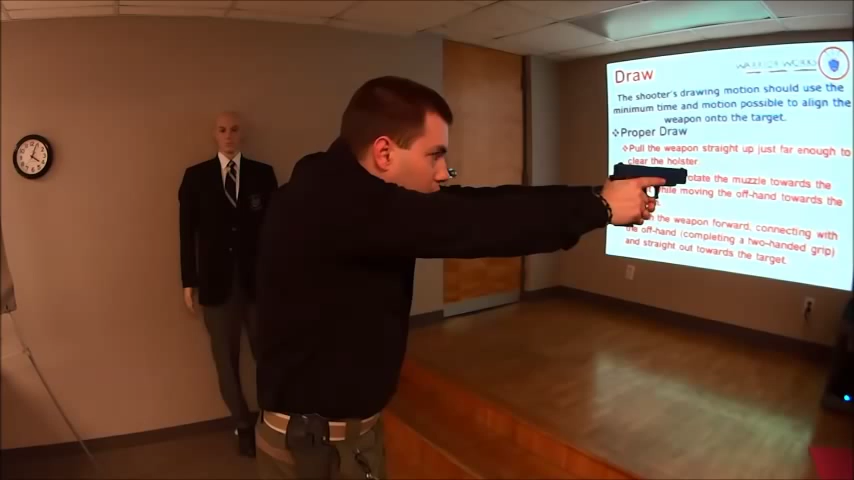 WARRIOR WORKS
Draw
The shooter's drawing motion should use the
minimum time and motion possible to align the
weapon onto the target.
❖Proper Draw
❖Pull the weapon straight up just far enough to
clear the holster.
rotate the muzzle towards the
while moving the off-hand towards the
the weapon forward, connecting with
the off-hand (completing a two-handed grip)
and straight out towards the target.